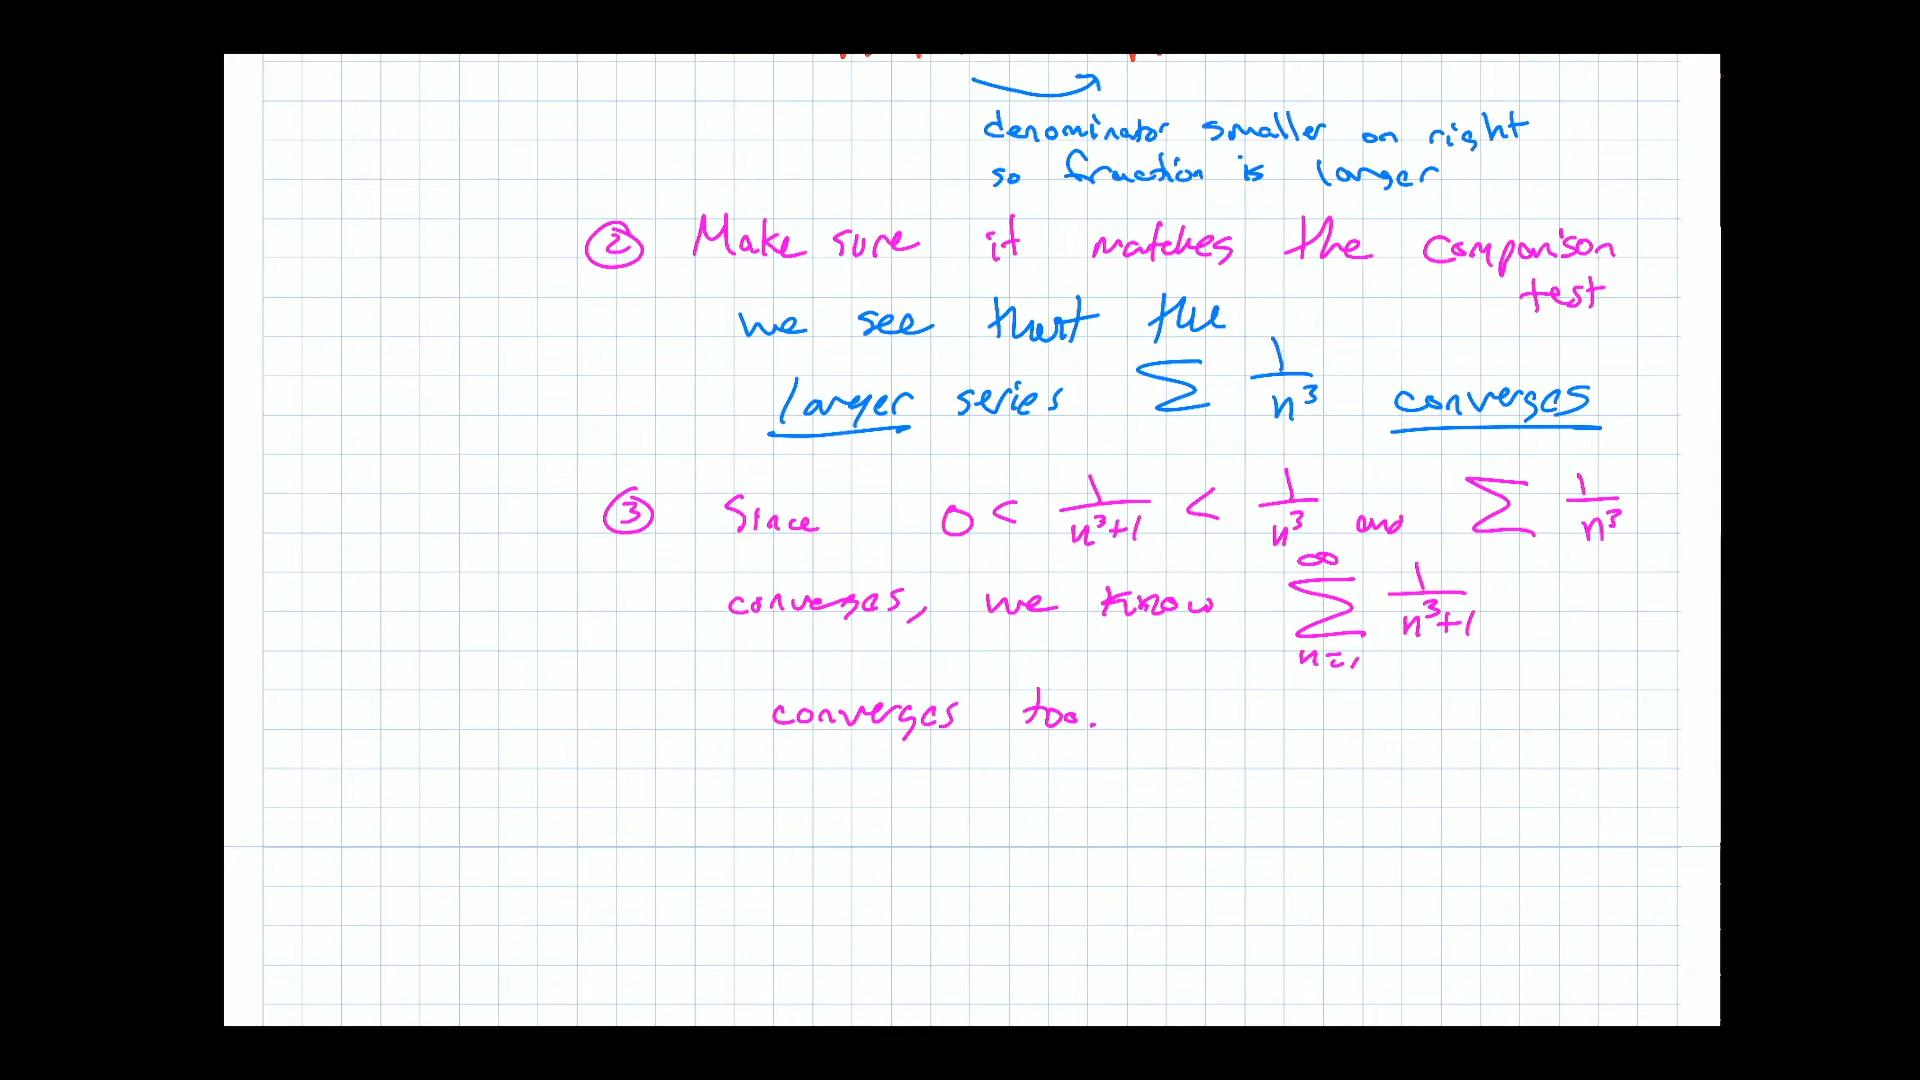 denominator smaller on right
so fraction is larger
② Make sure it matches the comparison
test
we see that the
larger series ∑ 1/n³ converges
③ Since 0 < 1/(n³+1) < 1/n³ and ∑ 1/n³
converges, we know ∞∑n=1 1/(n³+1)
converges too.